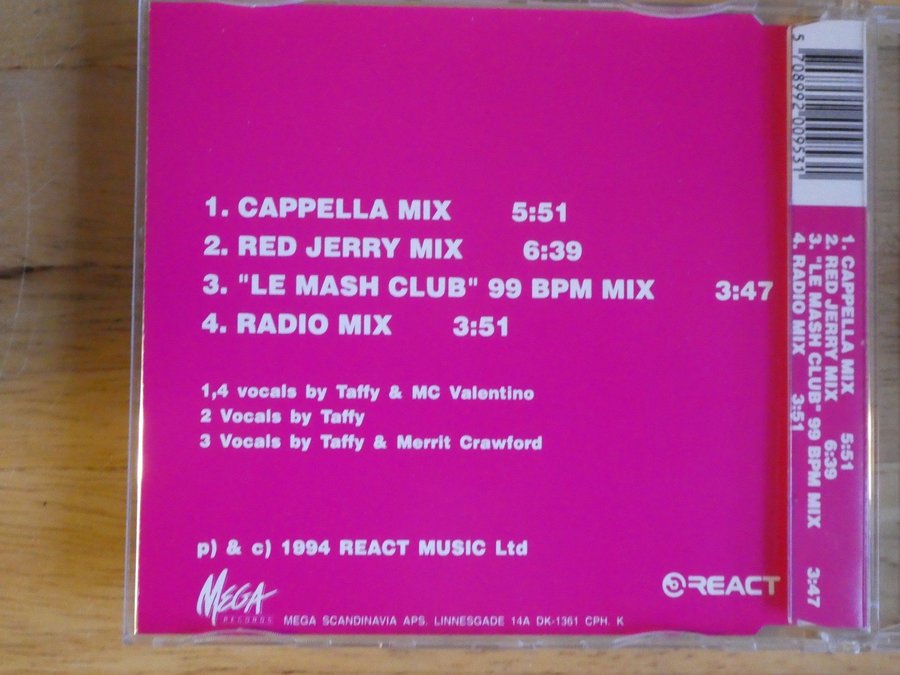 1. CAPPELLA MIX 5:51
2. RED JERRY MIX 6:39
3. "LE MASH CLUB" 99 BPM MIX 3:47
4. RADIO MIX 3:51
1,4 vocals by Taffy & MC Valentino
2 Vocals by Taffy
3 Vocals by Taffy & Merrit Crawford
p) & c) 1994 REACT MUSIC Ltd
MEGA
RECORDS
MEGA SCANDINAVIA APS. LINNESGADE 14A DK-1361 CPH. K
REACT
5 708992 009531
1. CAPPELLA MIX 5:51
2. RED JERRY MIX 6:39
3. "LE MASH CLUB" 99 BPM MIX 3:47
4. RADIO MIX 3:51